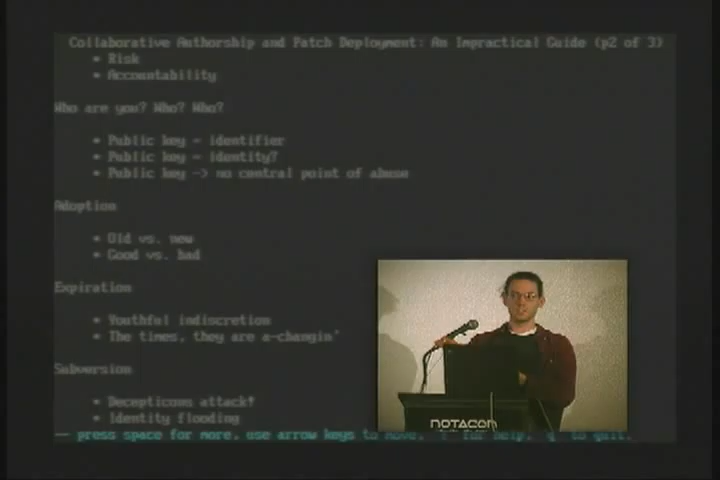 Collaborative Authorship and Patch Deployment: An Impractical Guide (p2 of 3)
* Risk
* Accountability
Who are you? Who? Who?
* Public key = identifier
* Public key = identity?
* Public key -> no central point of abuse
Adoption
* Old vs. new
* Good vs. bad
Expiration
* Youthful indiscretion
* The times, they are a-changin'
Subversion
* Decepticons attack!
* Identity flooding
-- press space for more, use arrow keys to move, '?' for help, 'q' to quit.
NOTACON